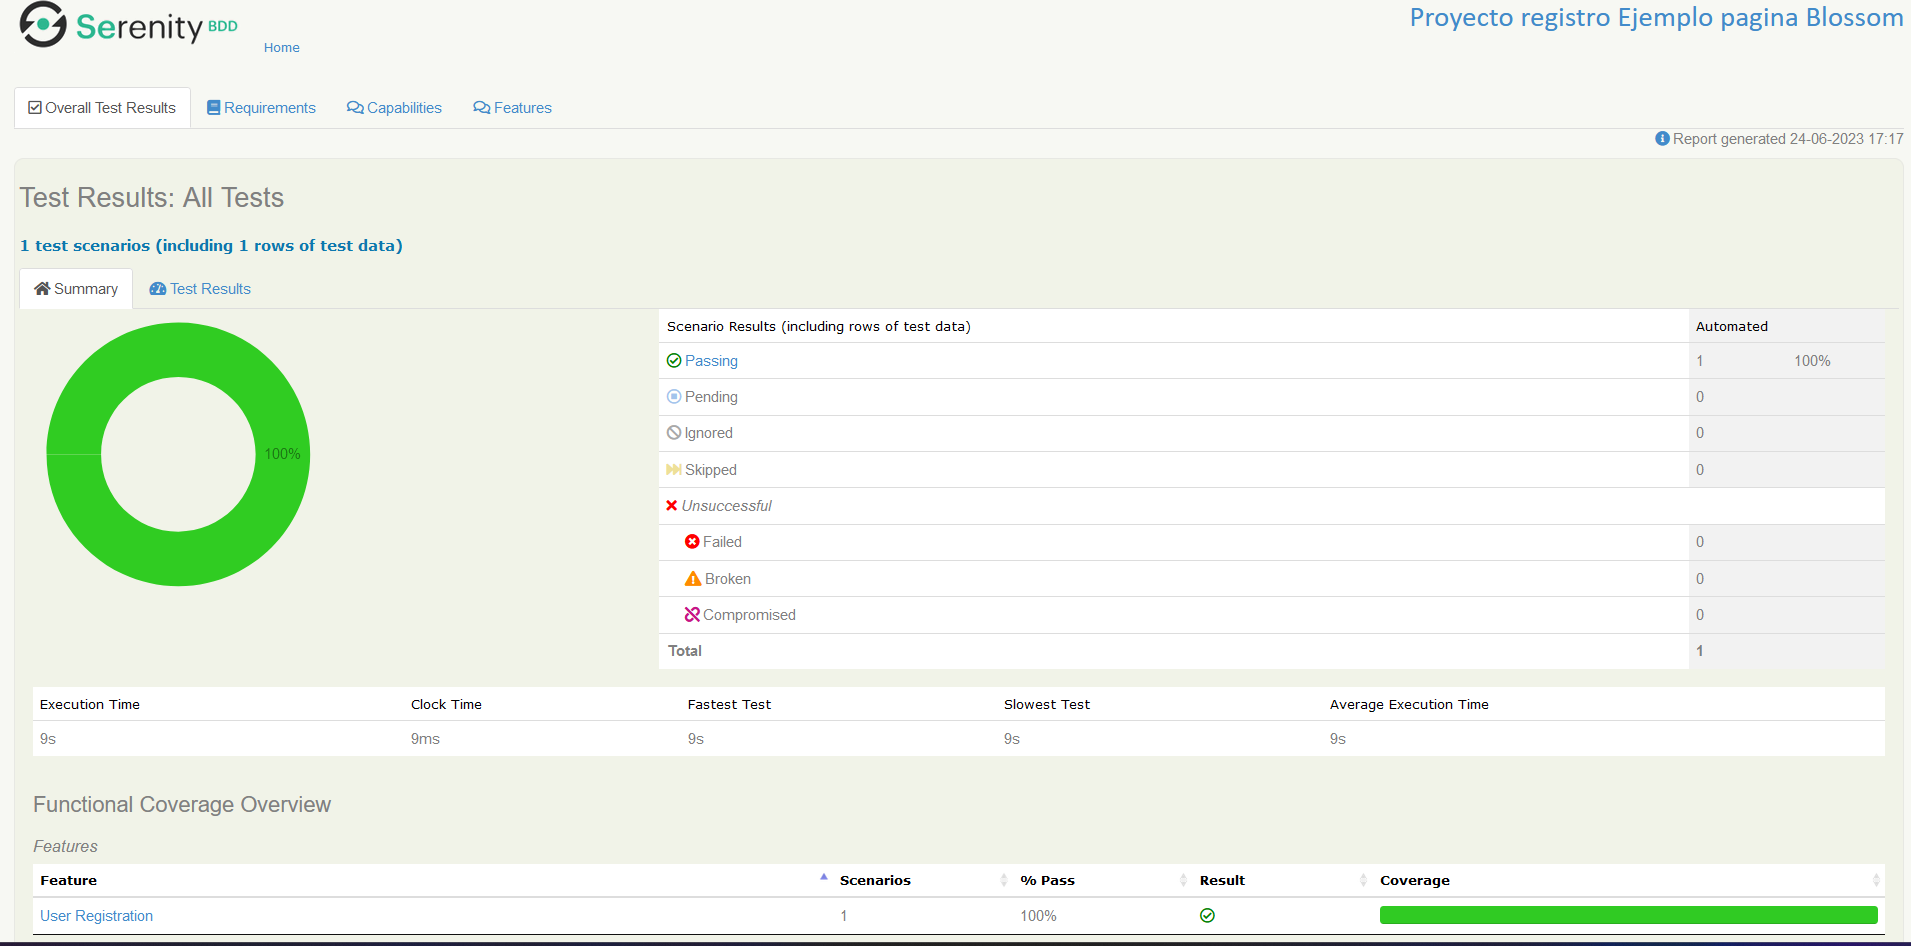 Serenity BDD
Home
Proyecto registro Ejemplo pagina Blossom
Overall Test Results Requirements Capabilities Features
Report generated 24-06-2023 17:17
Test Results: All Tests
1 test scenarios (including 1 rows of test data)
Summary Test Results
100%
Scenario Results (including rows of test data) Automated
Passing 1 100%
Pending 0
Ignored 0
Skipped 0
Unsuccessful
Failed 0
Broken 0
Compromised 0
Total 1
Execution Time Clock Time Fastest Test Slowest Test Average Execution Time
9s 9ms 9s 9s 9s
Functional Coverage Overview
Features
Feature Scenarios % Pass Result Coverage
User Registration 1 100%